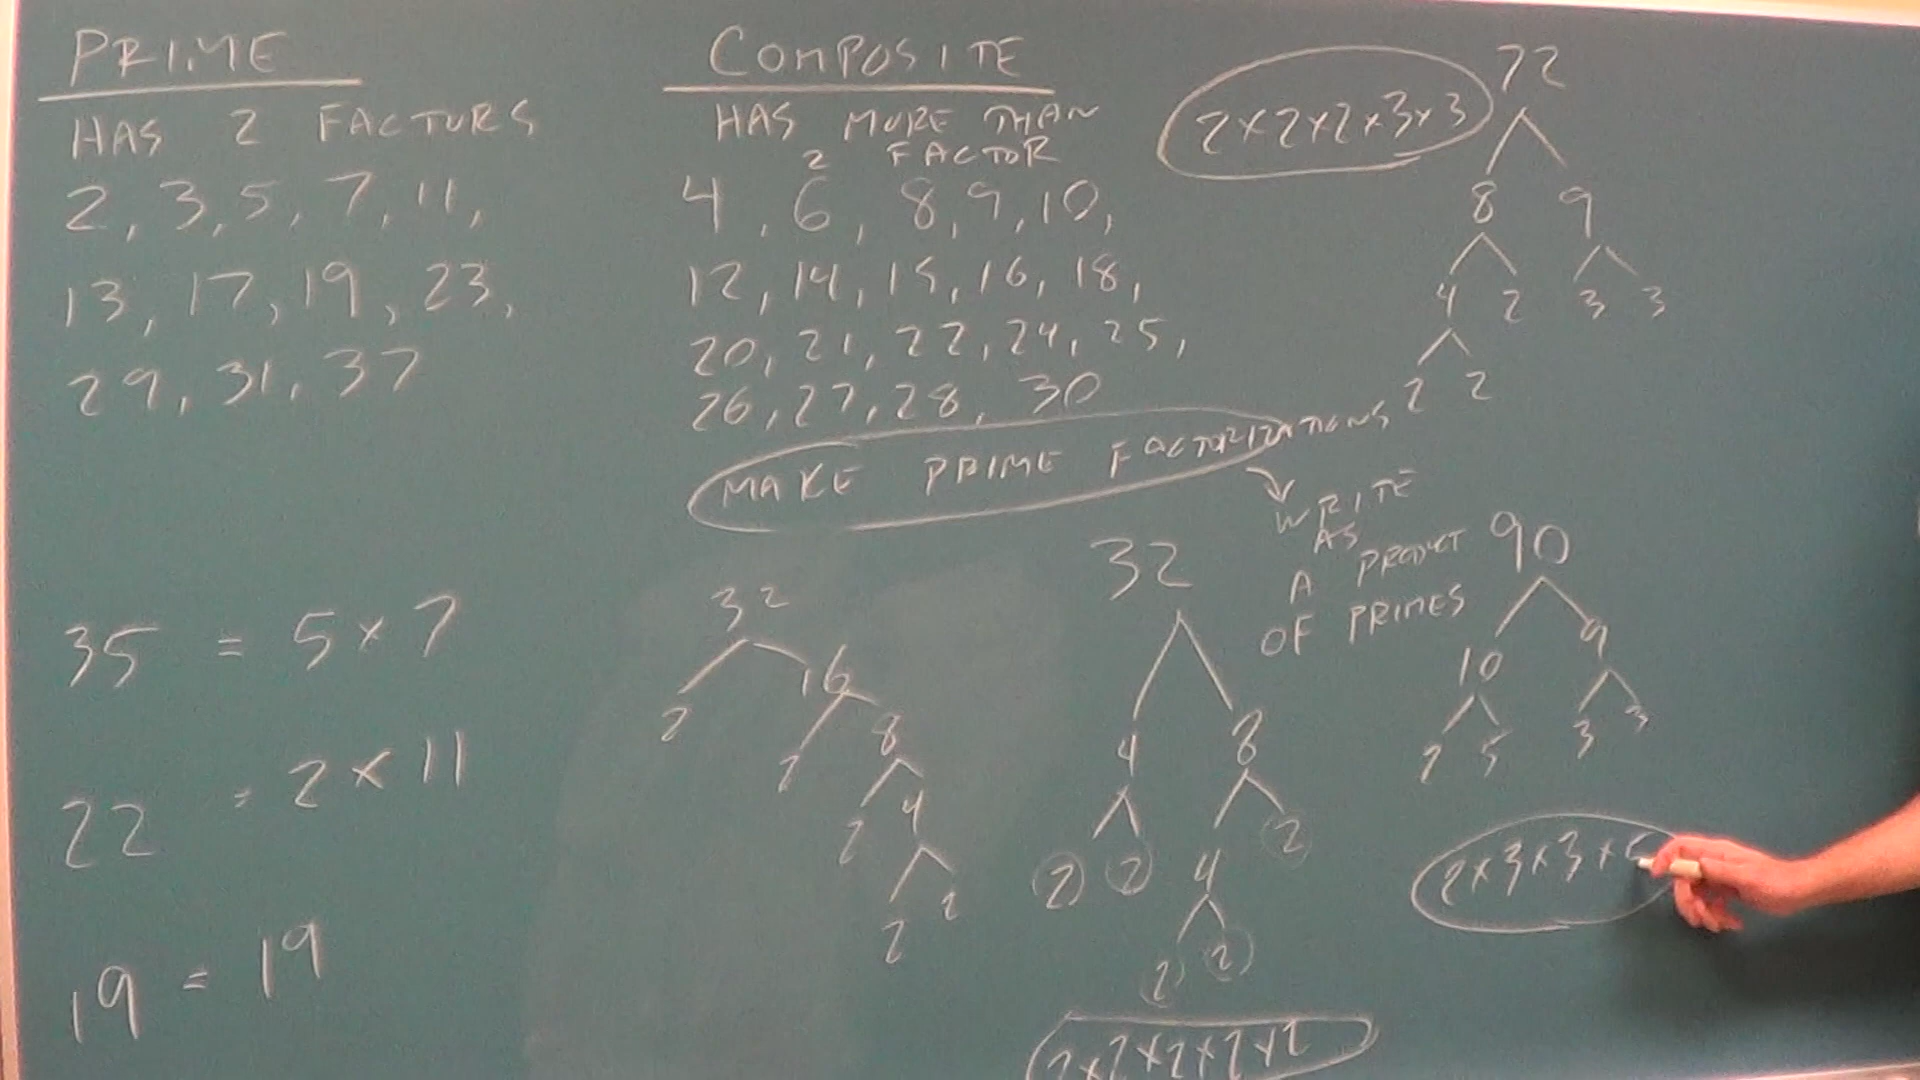 PRIME
HAS 2 FACTORS
2, 3, 5, 7, 11,
13, 17, 19, 23,
29, 31, 37
35 = 5 x 7
22 = 2 x 11
19 = 19
COMPOSITE
HAS MORE THAN
2 FACTOR
4, 6, 8, 9, 10,
12, 14, 15, 16, 18,
20, 21, 22, 24, 25,
26, 27, 28, 30
MAKE PRIME FACTORIZATIONS
WRITE
AS
A PRODUCT
OF PRIMES
72
2x2x2x3x3
8 9
4 2 3 3
2 2
32
2 16
2 8
2 4
2 2
32
4 8
2 2 4 2
2 2
2x2x2x2x2
90
10 9
2 5 3 3
2x3x3x5